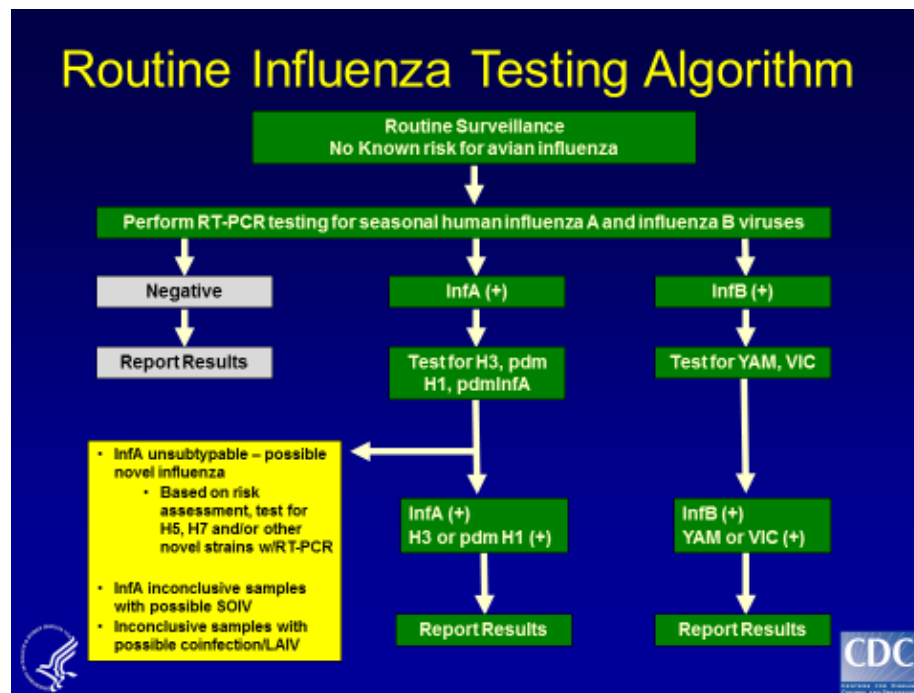 Routine Influenza Testing Algorithm
Routine Surveillance
No Known risk for avian influenza
Perform RT-PCR testing for seasonal human influenza A and influenza B viruses
Negative
InfA (+)
InfB (+)
Report Results
Test for H3, pdm
H1, pdmInfA
Test for YAM, VIC
• InfA unsubtypable – possible
novel influenza
• Based on risk
assessment, test for
H5, H7 and/or other
novel strains w/RT-PCR
• InfA inconclusive samples
with possible SOIV
• Inconclusive samples with
possible coinfection/LAIV
InfA (+)
H3 or pdm H1 (+)
InfB (+)
YAM or VIC (+)
Report Results
Report Results
CDC